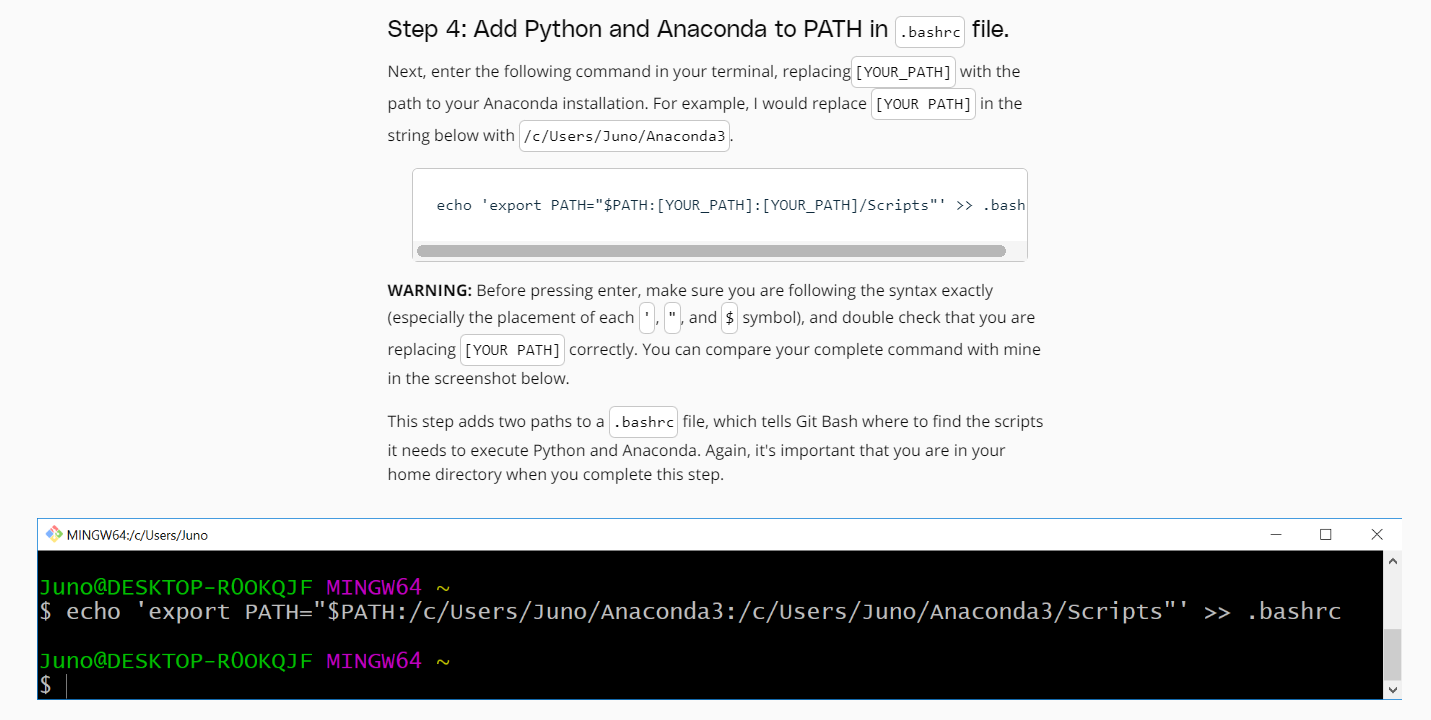 Step 4: Add Python and Anaconda to PATH in .bashrc file.
Next, enter the following command in your terminal, replacing [YOUR_PATH] with the
path to your Anaconda installation. For example, I would replace [YOUR PATH] in the
string below with /c/Users/Juno/Anaconda3.
echo 'export PATH="$PATH:[YOUR_PATH]:[YOUR_PATH]/Scripts"' >> .bash
WARNING: Before pressing enter, make sure you are following the syntax exactly
(especially the placement of each ', ", and $ symbol), and double check that you are
replacing [YOUR PATH] correctly. You can compare your complete command with mine
in the screenshot below.
This step adds two paths to a .bashrc file, which tells Git Bash where to find the scripts
it needs to execute Python and Anaconda. Again, it's important that you are in your
home directory when you complete this step.
MINGW64:/c/Users/Juno
Juno@DESKTOP-R0OKQJF MINGW64 ~
$ echo 'export PATH="$PATH:/c/Users/Juno/Anaconda3:/c/Users/Juno/Anaconda3/Scripts"' >> .bashrc
Juno@DESKTOP-R0OKQJF MINGW64 ~
$